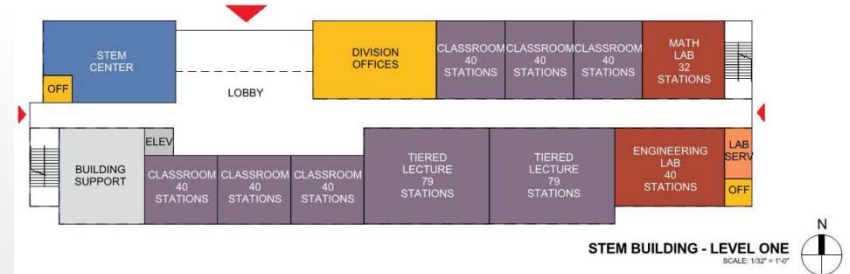 STEM
CENTER
OFF
LOBBY
DIVISION
OFFICES
CLASSROOM
40
STATIONS
CLASSROOM
40
STATIONS
CLASSROOM
40
STATIONS
MATH
LAB
32
STATIONS
BUILDING
SUPPORT
ELEV
CLASSROOM
40
STATIONS
CLASSROOM
40
STATIONS
CLASSROOM
40
STATIONS
TIERED
LECTURE
79
STATIONS
TIERED
LECTURE
79
STATIONS
ENGINEERING
LAB
40
STATIONS
LAB
SERV
OFF
STEM BUILDING - LEVEL ONE
SCALE: 1/32" = 1'-0"
N